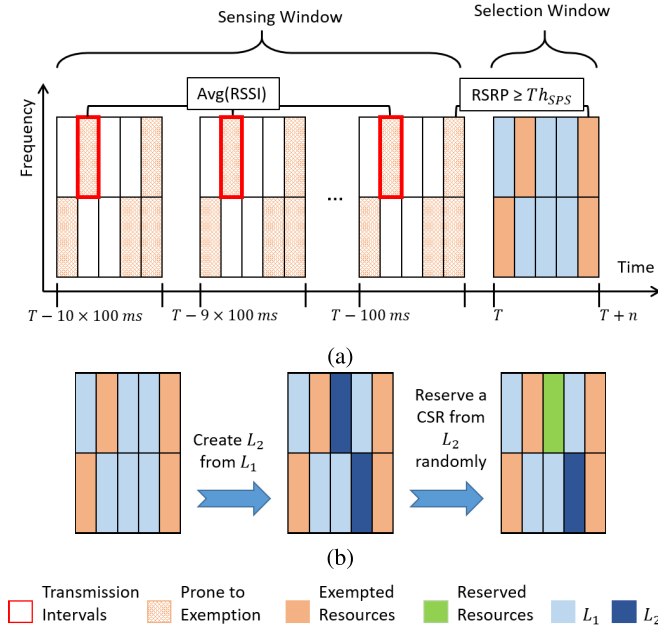 Sensing Window
Selection Window
Avg(RSSI)
RSRP ≥ Th_SPS
Frequency
...
Time
T − 10 × 100 ms
T − 9 × 100 ms
T − 100 ms
T
T + n
(a)
Create L₂
from L₁
Reserve a
CSR from
L₂
randomly
(b)
Transmission
Intervals
Prone to
Exemption
Exempted
Resources
Reserved
Resources
L₁
L₂